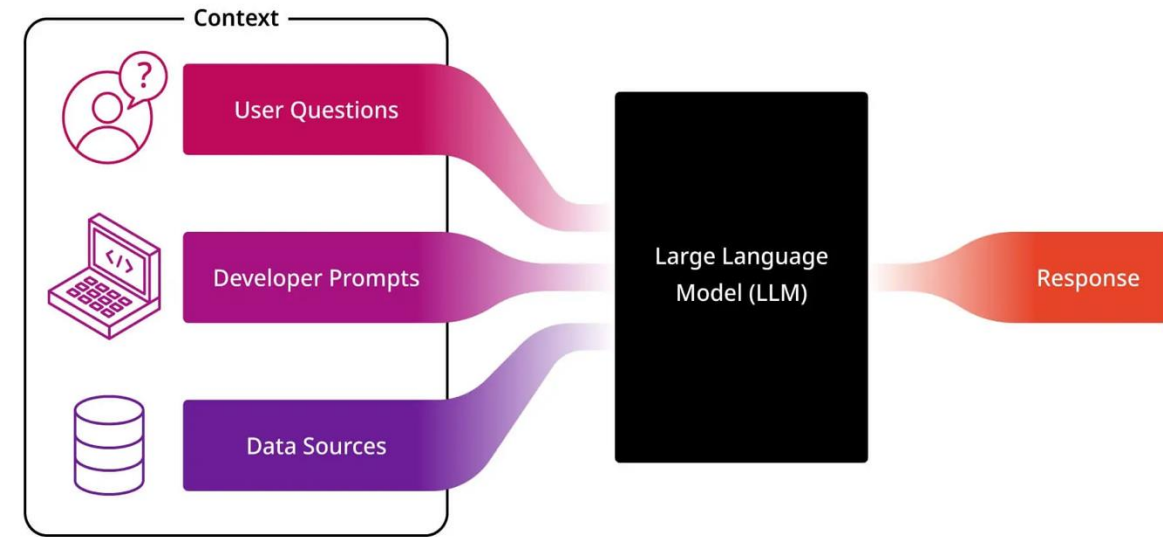 Context
?
User Questions
</>
Developer Prompts
Data Sources
Large Language
Model (LLM)
Response